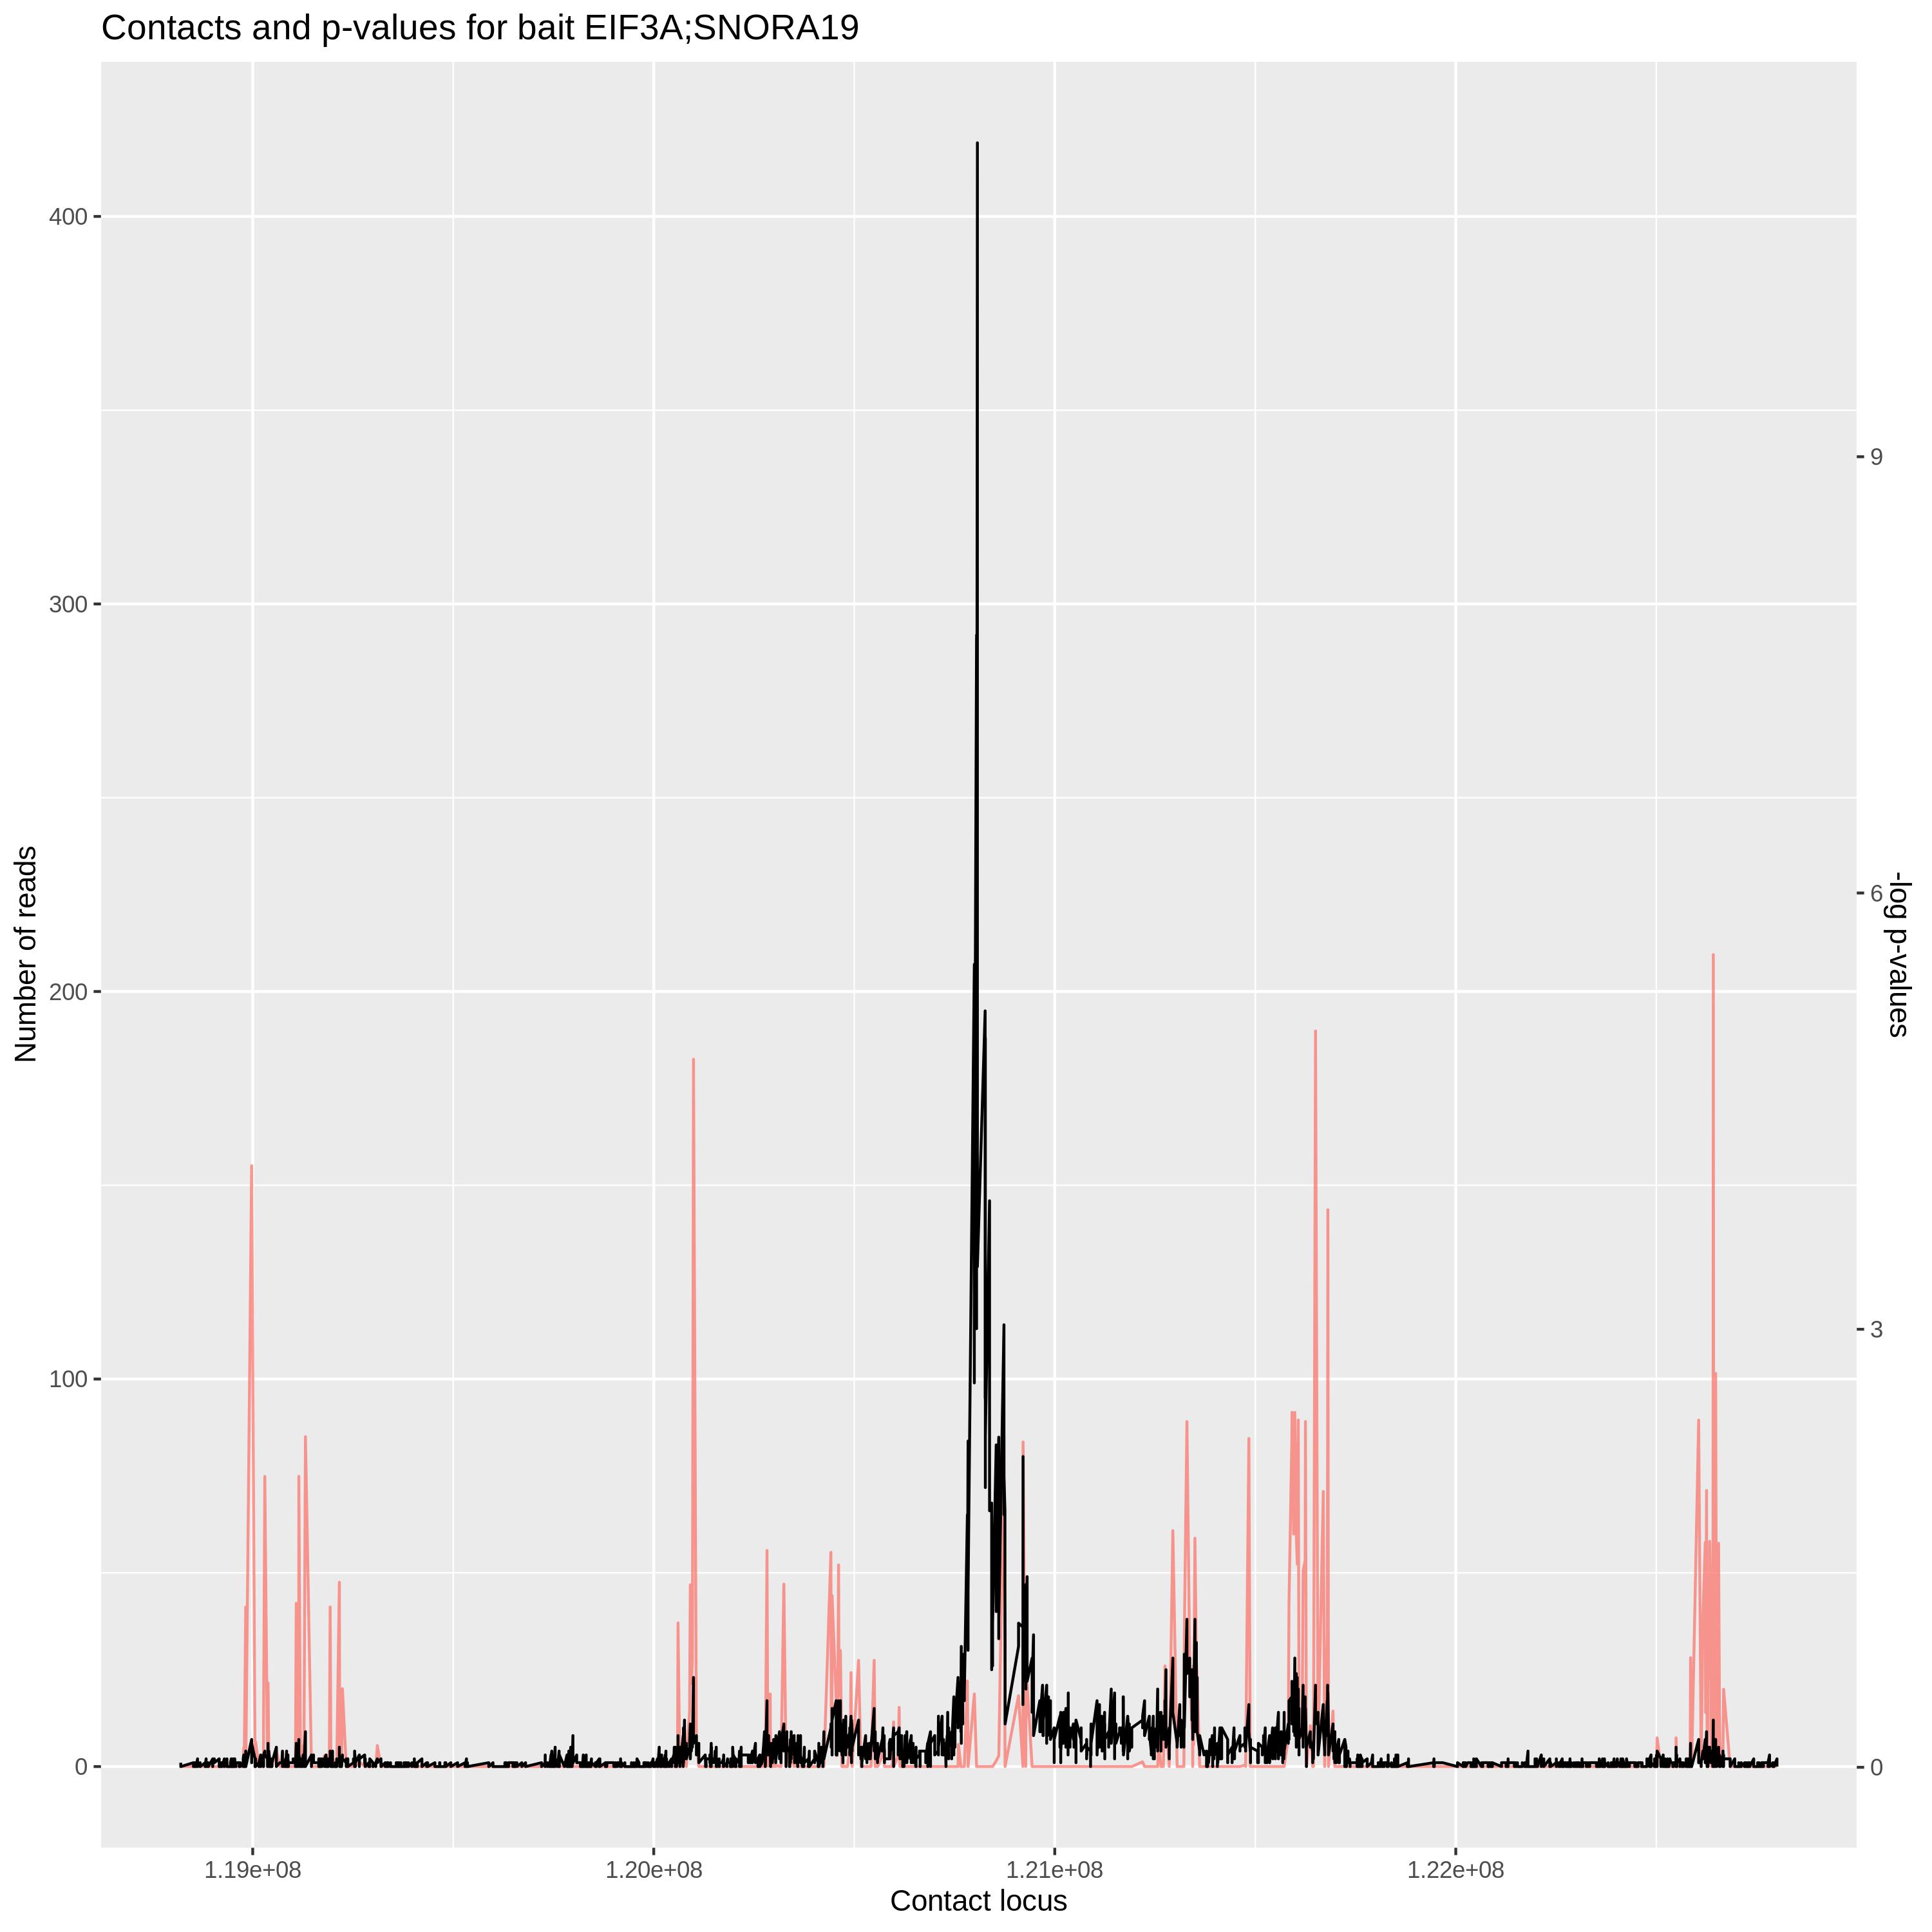 Contacts and p-values for bait EIF3A;SNORA19
400
300
200
100
0
9
6
3
0
Number of reads
-log p-values
1.19e+08
1.20e+08
1.21e+08
1.22e+08
Contact locus